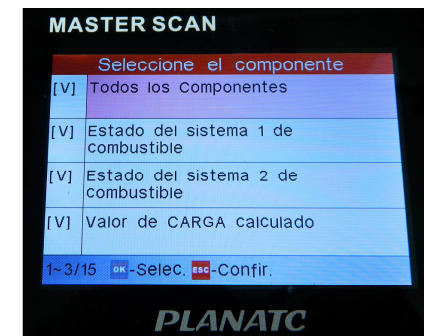 MASTER SCAN
Seleccione el componente
[V] Todos los Componentes
[V] Estado del sistema 1 de
combustible
[V] Estado del sistema 2 de
combustible
[V] Valor de CARGA calculado
1~3/15 OK -Selec. ESC -Confir.
PLANATC